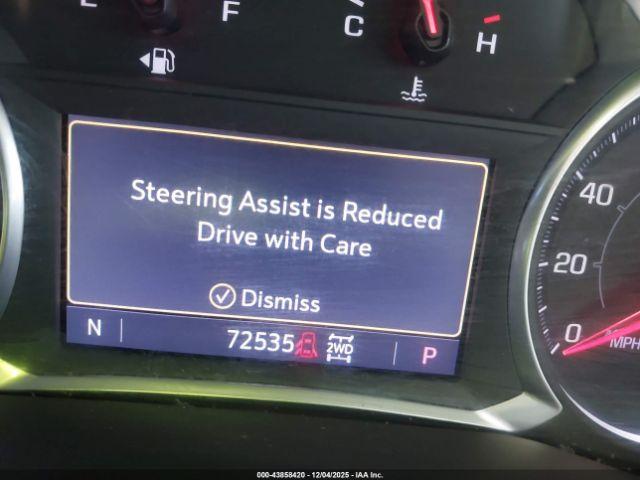 E F
C H
Steering Assist is Reduced
Drive with Care
Dismiss
N 72535 2WD P
40
20
0
MPH
000-43858420 - 12/04/2025 - IAA Inc.